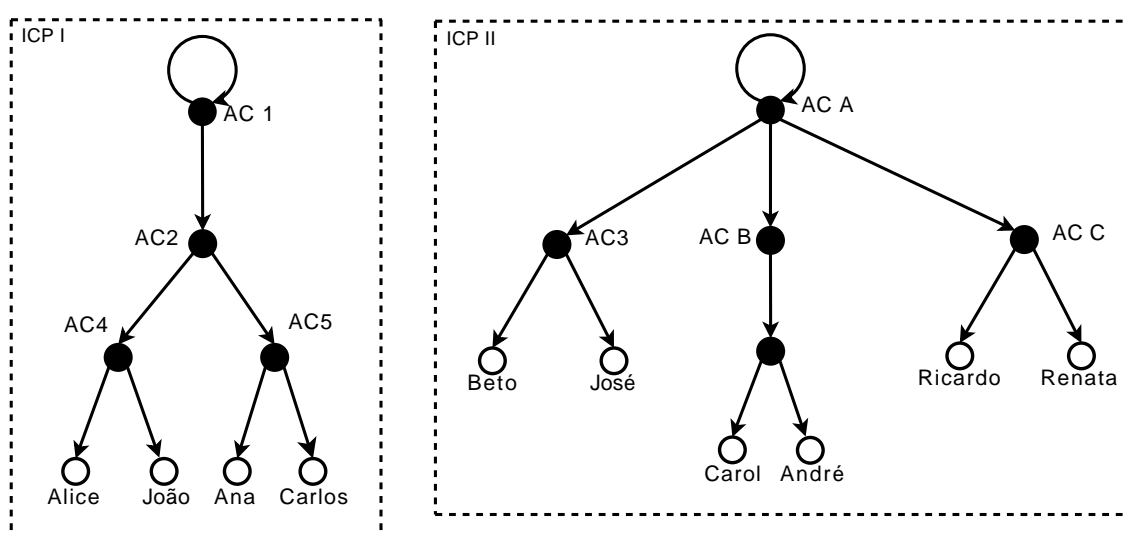 ICP I
AC 1
AC2
AC4
AC5
Alice
João
Ana
Carlos
ICP II
AC A
AC3
AC B
AC C
Beto
José
Ricardo
Renata
Carol
André